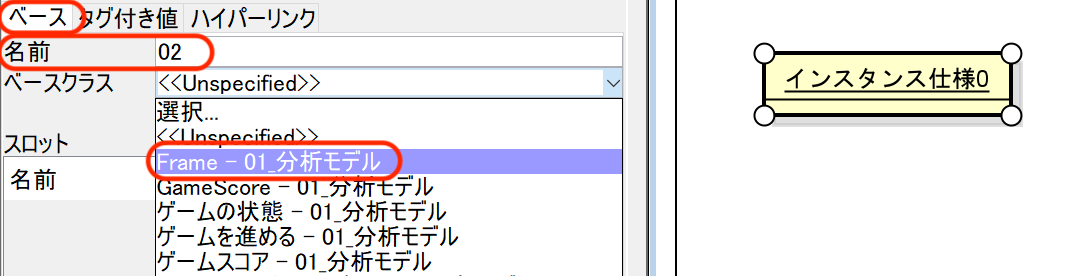 ベース タグ付き値 ハイパーリンク
名前 02
ベースクラス <<Unspecified>>
選択...
<<Unspecified>>
スロット
Frame - 01_分析モデル
名前
GameScore - 01_分析モデル
ゲームの状態 - 01_分析モデル
ゲームを進める - 01_分析モデル
ゲームスコア - 01_分析モデル
インスタンス仕様0